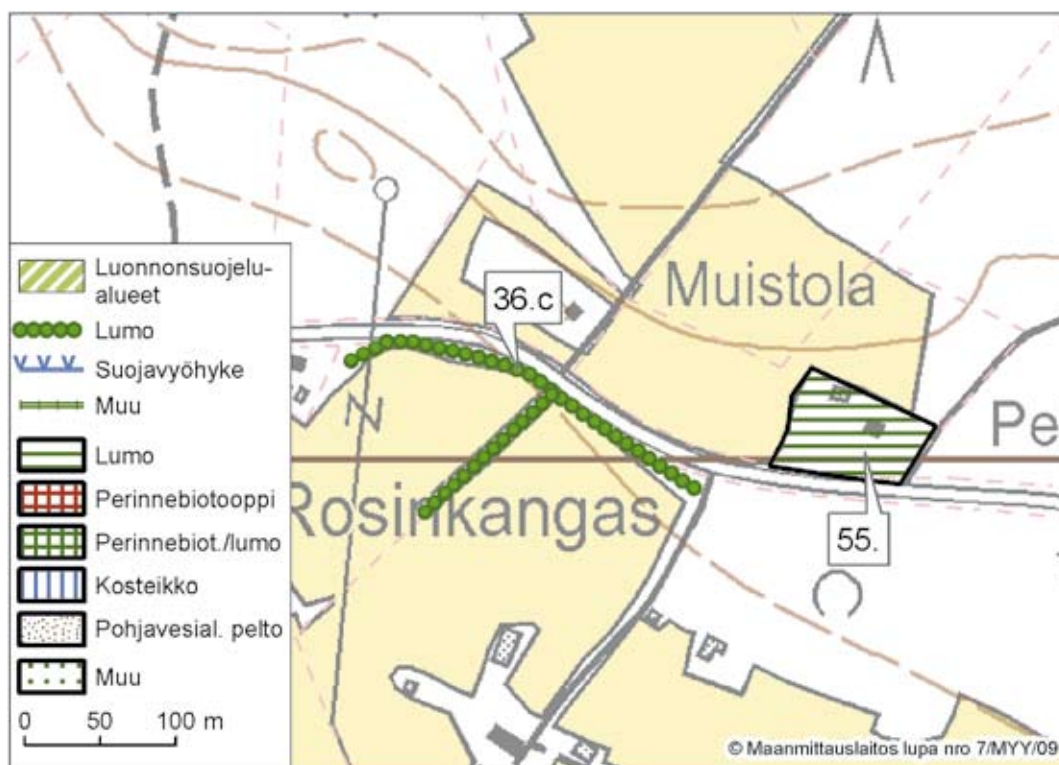 Luonnonsuojelu-
alueet
Lumo
Suojavyöhyke
Muu
Lumo
Perinnebiotooppi
Perinnebiot./lumo
Kosteikko
Pohjavesial. pelto
Muu
0 50 100 m
36.c
Muistola
Pe
Rosinkangas
55.
© Maanmittauslaitos lupa nro 7/MYY/09